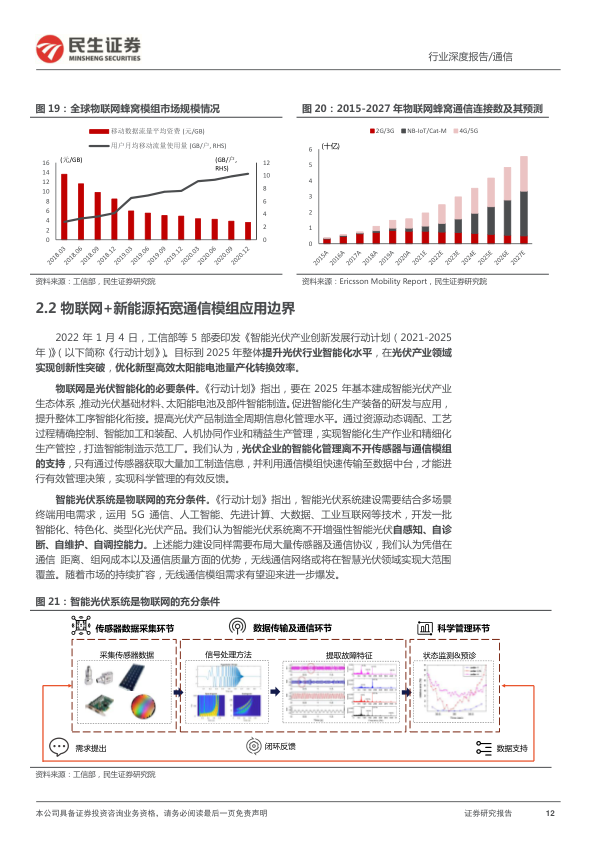 民生证券
MINSHENG SECURITIES
行业深度报告/通信
图 19：全球物联网蜂窝模组市场规模情况
移动数据流量平均资费 (元/GB)
用户月均移动流量使用量 (GB/户, RHS)
(元/GB)
(GB/户, RHS)
16
14
12
10
8
6
4
2
0
12
10
8
6
4
2
0
2018.03
2018.06
2018.09
2018.12
2019.03
2019.06
2019.09
2019.12
2020.03
2020.06
2020.09
2020.12
资料来源：工信部，民生证券研究院
图 20：2015-2027 年物联网蜂窝通信连接数及其预测
2G/3G
NB-IoT/Cat-M
4G/5G
(十亿)
6
5
4
3
2
1
0
2015A
2016A
2017A
2018A
2019A
2020A
2021E
2022E
2023E
2024E
2025E
2026E
2027E
资料来源：Ericsson Mobility Report，民生证券研究院
2.2 物联网+新能源拓宽通信模组应用边界
2022 年 1 月 4 日，工信部等 5 部委印发《智能光伏产业创新发展行动计划（2021-2025
年）》（以下简称《行动计划》）。目标到 2025 年整体提升光伏行业智能化水平，在光伏产业领域
实现创新性突破，优化新型高效太阳能电池量产化转换效率。
物联网是光伏智能化的必要条件。《行动计划》指出，要在 2025 年基本建成智能光伏产业
生态体系，推动光伏基础材料、太阳能电池及部件智能制造。促进智能化生产装备的研发与应用，
提升整体工序智能化衔接。提高光伏产品制造全周期信息化管理水平。通过资源动态调配、工艺
过程精确控制、智能加工和装配、人机协同作业和精益生产管理，实现智能化生产作业和精细化
生产管控，打造智能制造示范工厂。我们认为，光伏企业的智能化管理离不开传感器与通信模组
的支持，只有通过传感器获取大量加工制造信息，并利用通信模组快速传输至数据中台，才能进
行有效管理决策，实现科学管理的有效反馈。
智能光伏系统是物联网的充分条件。《行动计划》指出，智能光伏系统建设需要结合多场景
终端用电需求，运用 5G 通信、人工智能、先进计算、大数据、工业互联网等技术，开发一批
智能化、特色化、类型化光伏产品。我们认为智能光伏系统离不开增强性智能光伏自感知、自诊
断、自维护、自调控能力。上述能力建设同样需要布局大量传感器及通信协议，我们认为凭借在
通信 距离、组网成本以及通信质量方面的优势，无线通信网络或将在智慧光伏领域实现大范围
覆盖。随着市场的持续扩容，无线通信模组需求有望迎来进一步爆发。
图 21：智能光伏系统是物联网的充分条件
传感器数据采集环节
数据传输及通信环节
科学管理环节
采集传感器数据
信号处理方法
提取故障特征
状态监测&预诊
需求提出
闭环反馈
数据支持
资料来源：工信部，民生证券研究院
本公司具备证券投资咨询业务资格，请务必阅读最后一页免责声明
证券研究报告
12